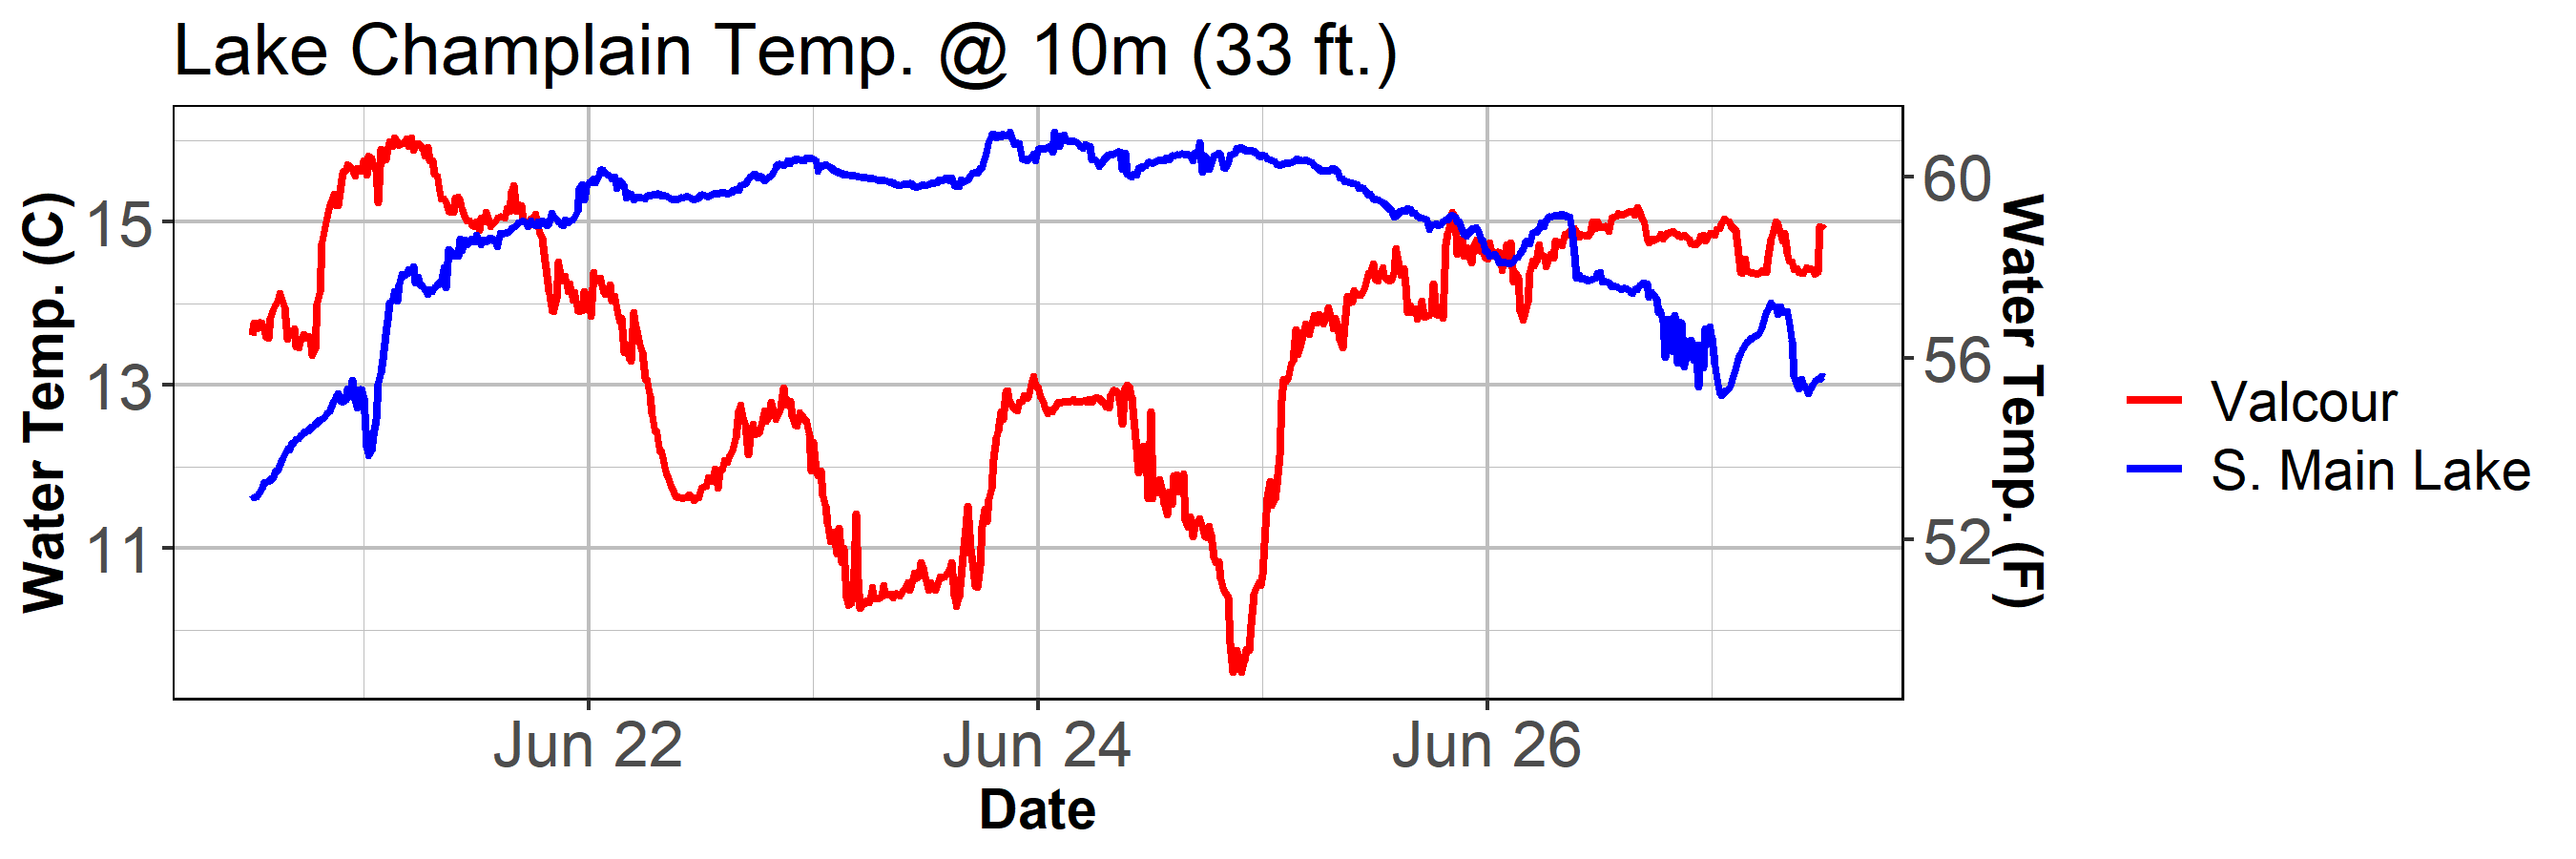 Lake Champlain Temp. @ 10m (33 ft.)
Water Temp. (C)
15
13
11
60
56
52
Water Temp. (F)
Jun 22
Jun 24
Jun 26
Date
Valcour
S. Main Lake